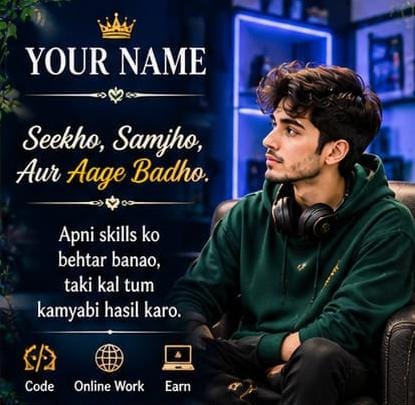 YOUR NAME
Seekho, Samjho,
Aur Aage Badho.
Apni skills ko
behtar banao,
taki kal tum
kamyabi hasil karo.
Code Online Work Earn